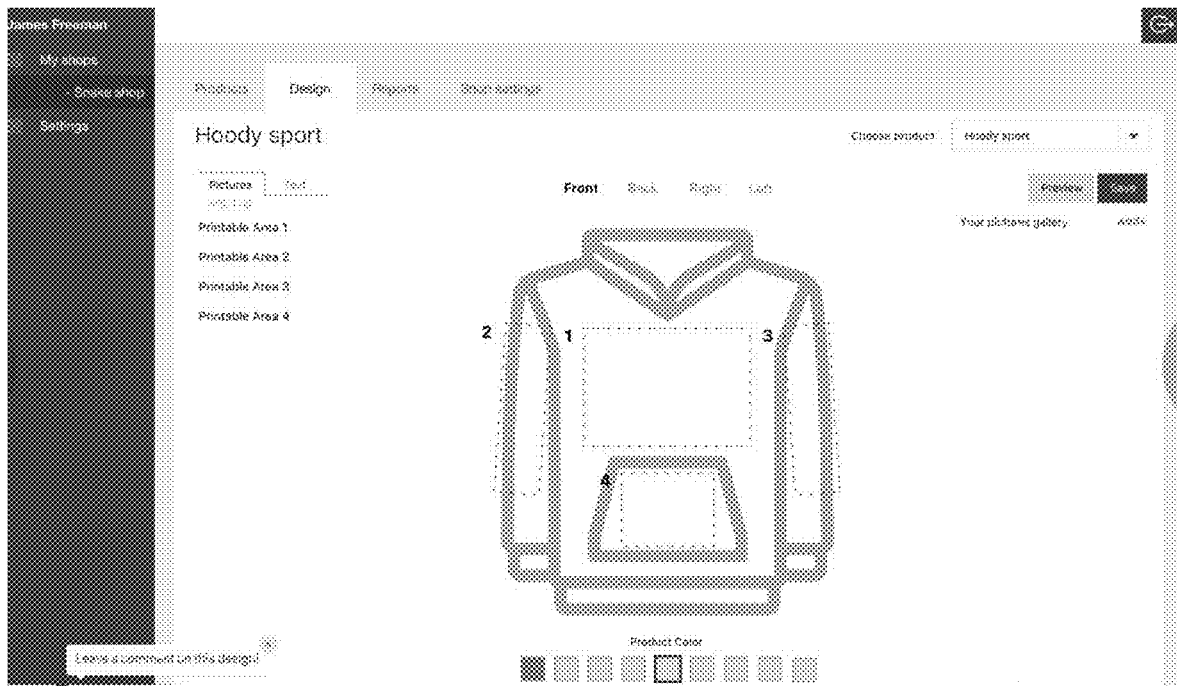 James Freeman
My shops
- Snake shop
Settings
Products Design Reports Shop settings
Hoody sport
Choose product Hoody sport
Pictures Text
Front Back Right Left
Preview Save
Printable Area 1
Your pictures gallery
Printable Area 2
Printable Area 3
Printable Area 4
2 1 3
4
Product Color
Leave a comment on this design!